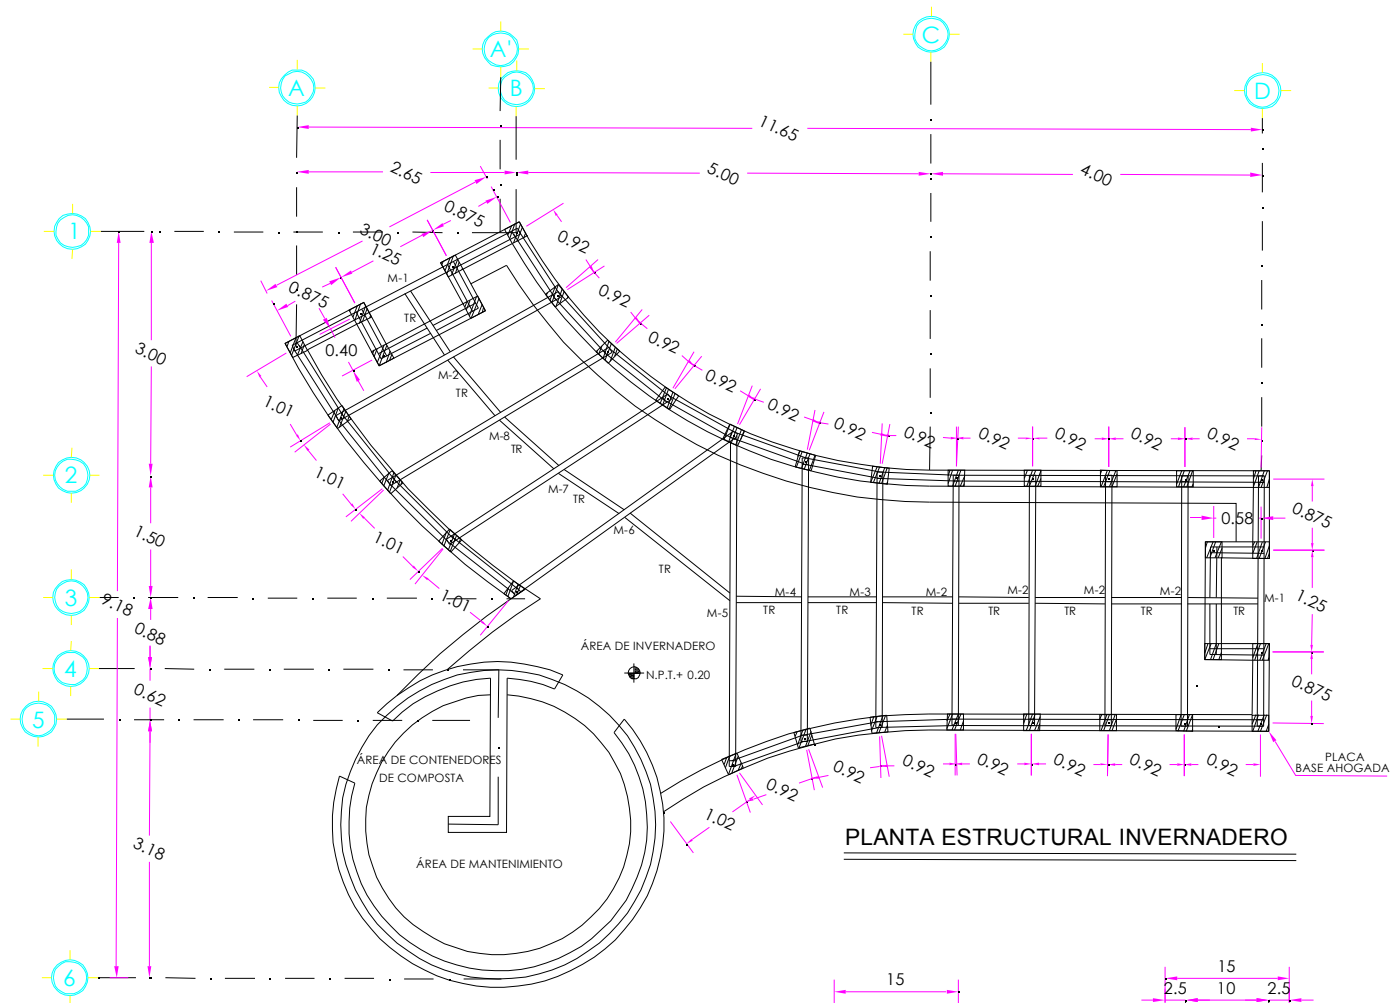 A
A'
B
C
D
11.65
2.65
5.00
4.00
1
2
3
4
5
6
3.00
1.50
0.88
0.62
3.18
9.18
3.00
0.875
1.25
0.875
0.40
0.92
0.92
0.92
0.92
0.92
0.92
0.92
0.92
0.92
0.92
0.92
1.01
1.01
1.01
1.01
M-1
TR
M-2
TR
M-8
TR
M-7
TR
M-6
TR
M-5
M-4
TR
M-3
TR
M-2
TR
M-2
TR
M-2
TR
M-2
TR
M-1
TR
0.58
0.875
1.25
0.875
ÁREA DE INVERNADERO
N.P.T.+ 0.20
ÁREA DE CONTENEDORES
DE COMPOSTA
ÁREA DE MANTENIMIENTO
1.02
0.92
0.92
0.92
0.92
0.92
0.92
0.92
PLACA
BASE AHOGADA
PLANTA ESTRUCTURAL INVERNADERO
15
15
2.5 10 2.5